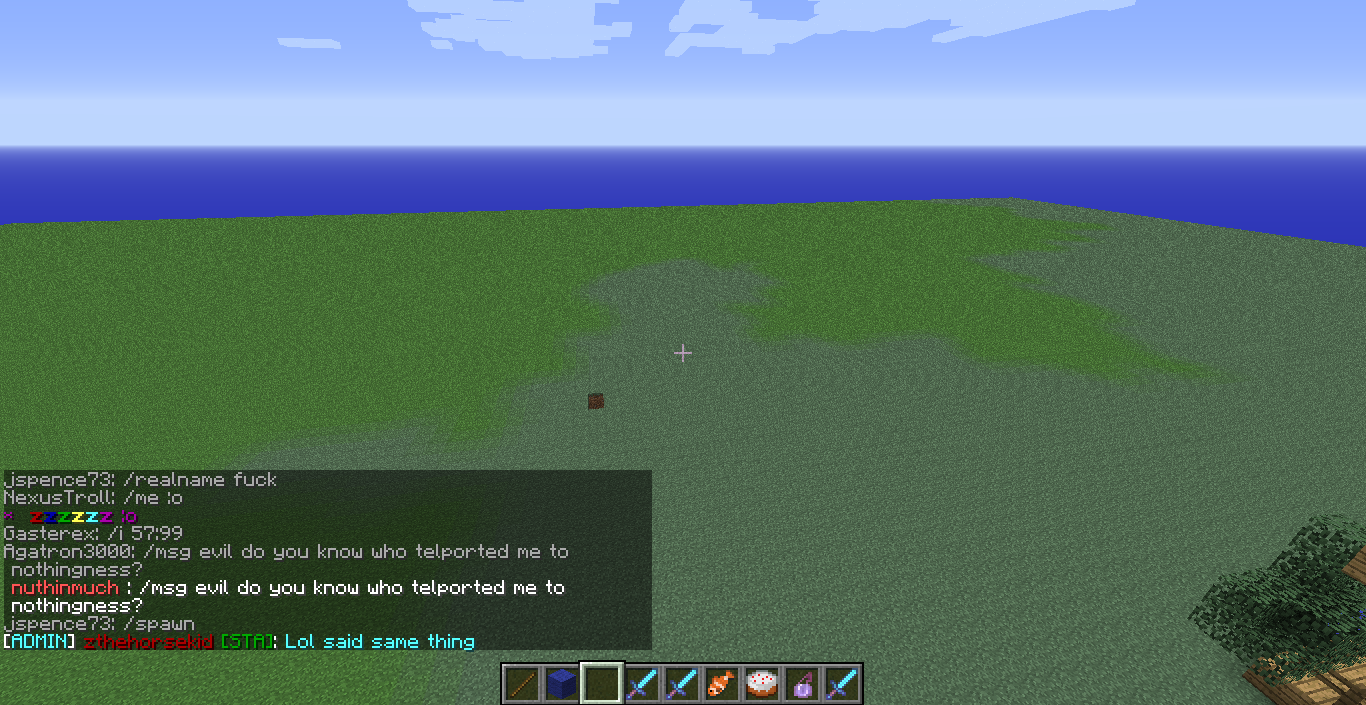 jspence73: /realname fuck
NexusTroll: /me :o
* zzzzzz :o
Gasterex: /i 57:99
Agatron3000: /msg evil do you know who telported me to
nothingness?
nuthinmuch : /msg evil do you know who telported me to
nothingness?
jspence73: /spawn
[ADMIN] zthehorsekid [STA]: Lol said same thing